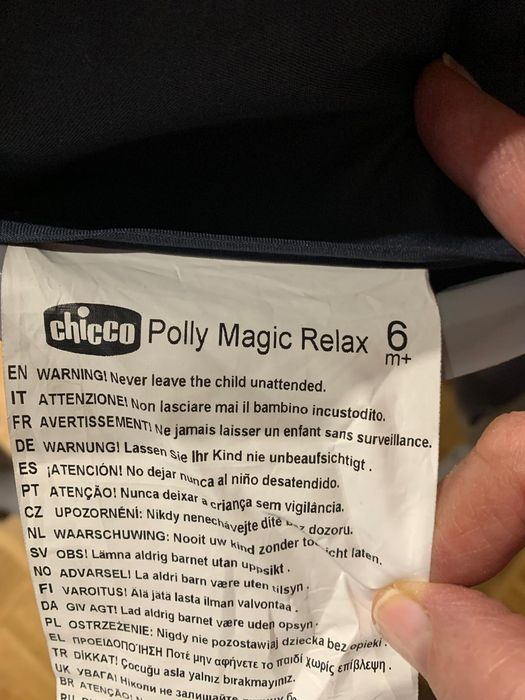 chicco Polly Magic Relax 6 m+
EN WARNING! Never leave the child unattended.
IT ATTENZIONE! Non lasciare mai il bambino incustodito.
FR AVERTISSEMENT! Ne jamais laisser un enfant sans surveillance.
DE WARNUNG! Lassen Sie Ihr Kind nie unbeaufsichtigt.
ES ¡ATENCIÓN! No dejar nunca al niño desatendido.
PT ATENÇÃO! Nunca deixar a criança sem vigilância.
CZ UPOZORNĚNÍ: Nikdy nenechávejte dítě dozoru.
NL WAARSCHUWING: Nooit uw kind zonder laten.
SV OBS! Lämna aldrig barnet utan uppsikt.
NO ADVARSEL! La aldri barn være uten tilsyn.
FI VAROITUS! Älä jätä lasta ilman valvontaa.
DA GIV AGT! Lad aldrig barnet være uden opsyn.
PL OSTRZEŻENIE: Nigdy nie pozostawiaj dziecka bez opieki.
EL ΠΡΟΕΙΔΟΠΟΊΗΣΗ Ποτέ μην αφήνετε το παιδί χωρίς επίβλεψη.
TR DİKKAT! Çocuğu asla yalnız bırakmayınız.
UK УВАГА! Ніколи не залишайте
BR ATENÇÃO!